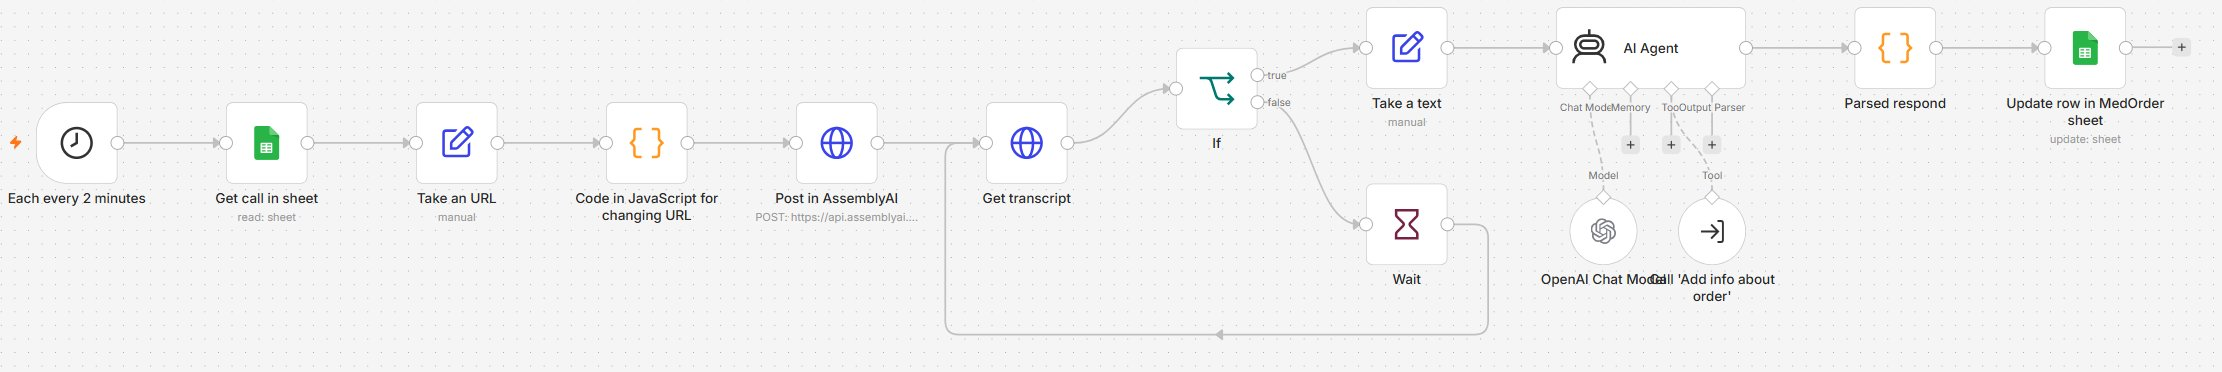 Each every 2 minutes
Get call in sheet
read: sheet
Take an URL
manual
Code in JavaScript for
changing URL
Post in AssemblyAI
POST: https://api.assemblyai....
Get transcript
If
true
false
Take a text
manual
Wait
AI Agent
Chat Model
Memory
Tool
Output Parser
Model
Tool
OpenAI Chat Model
Call 'Add info about
order'
Parsed respond
Update row in MedOrder
sheet
update: sheet